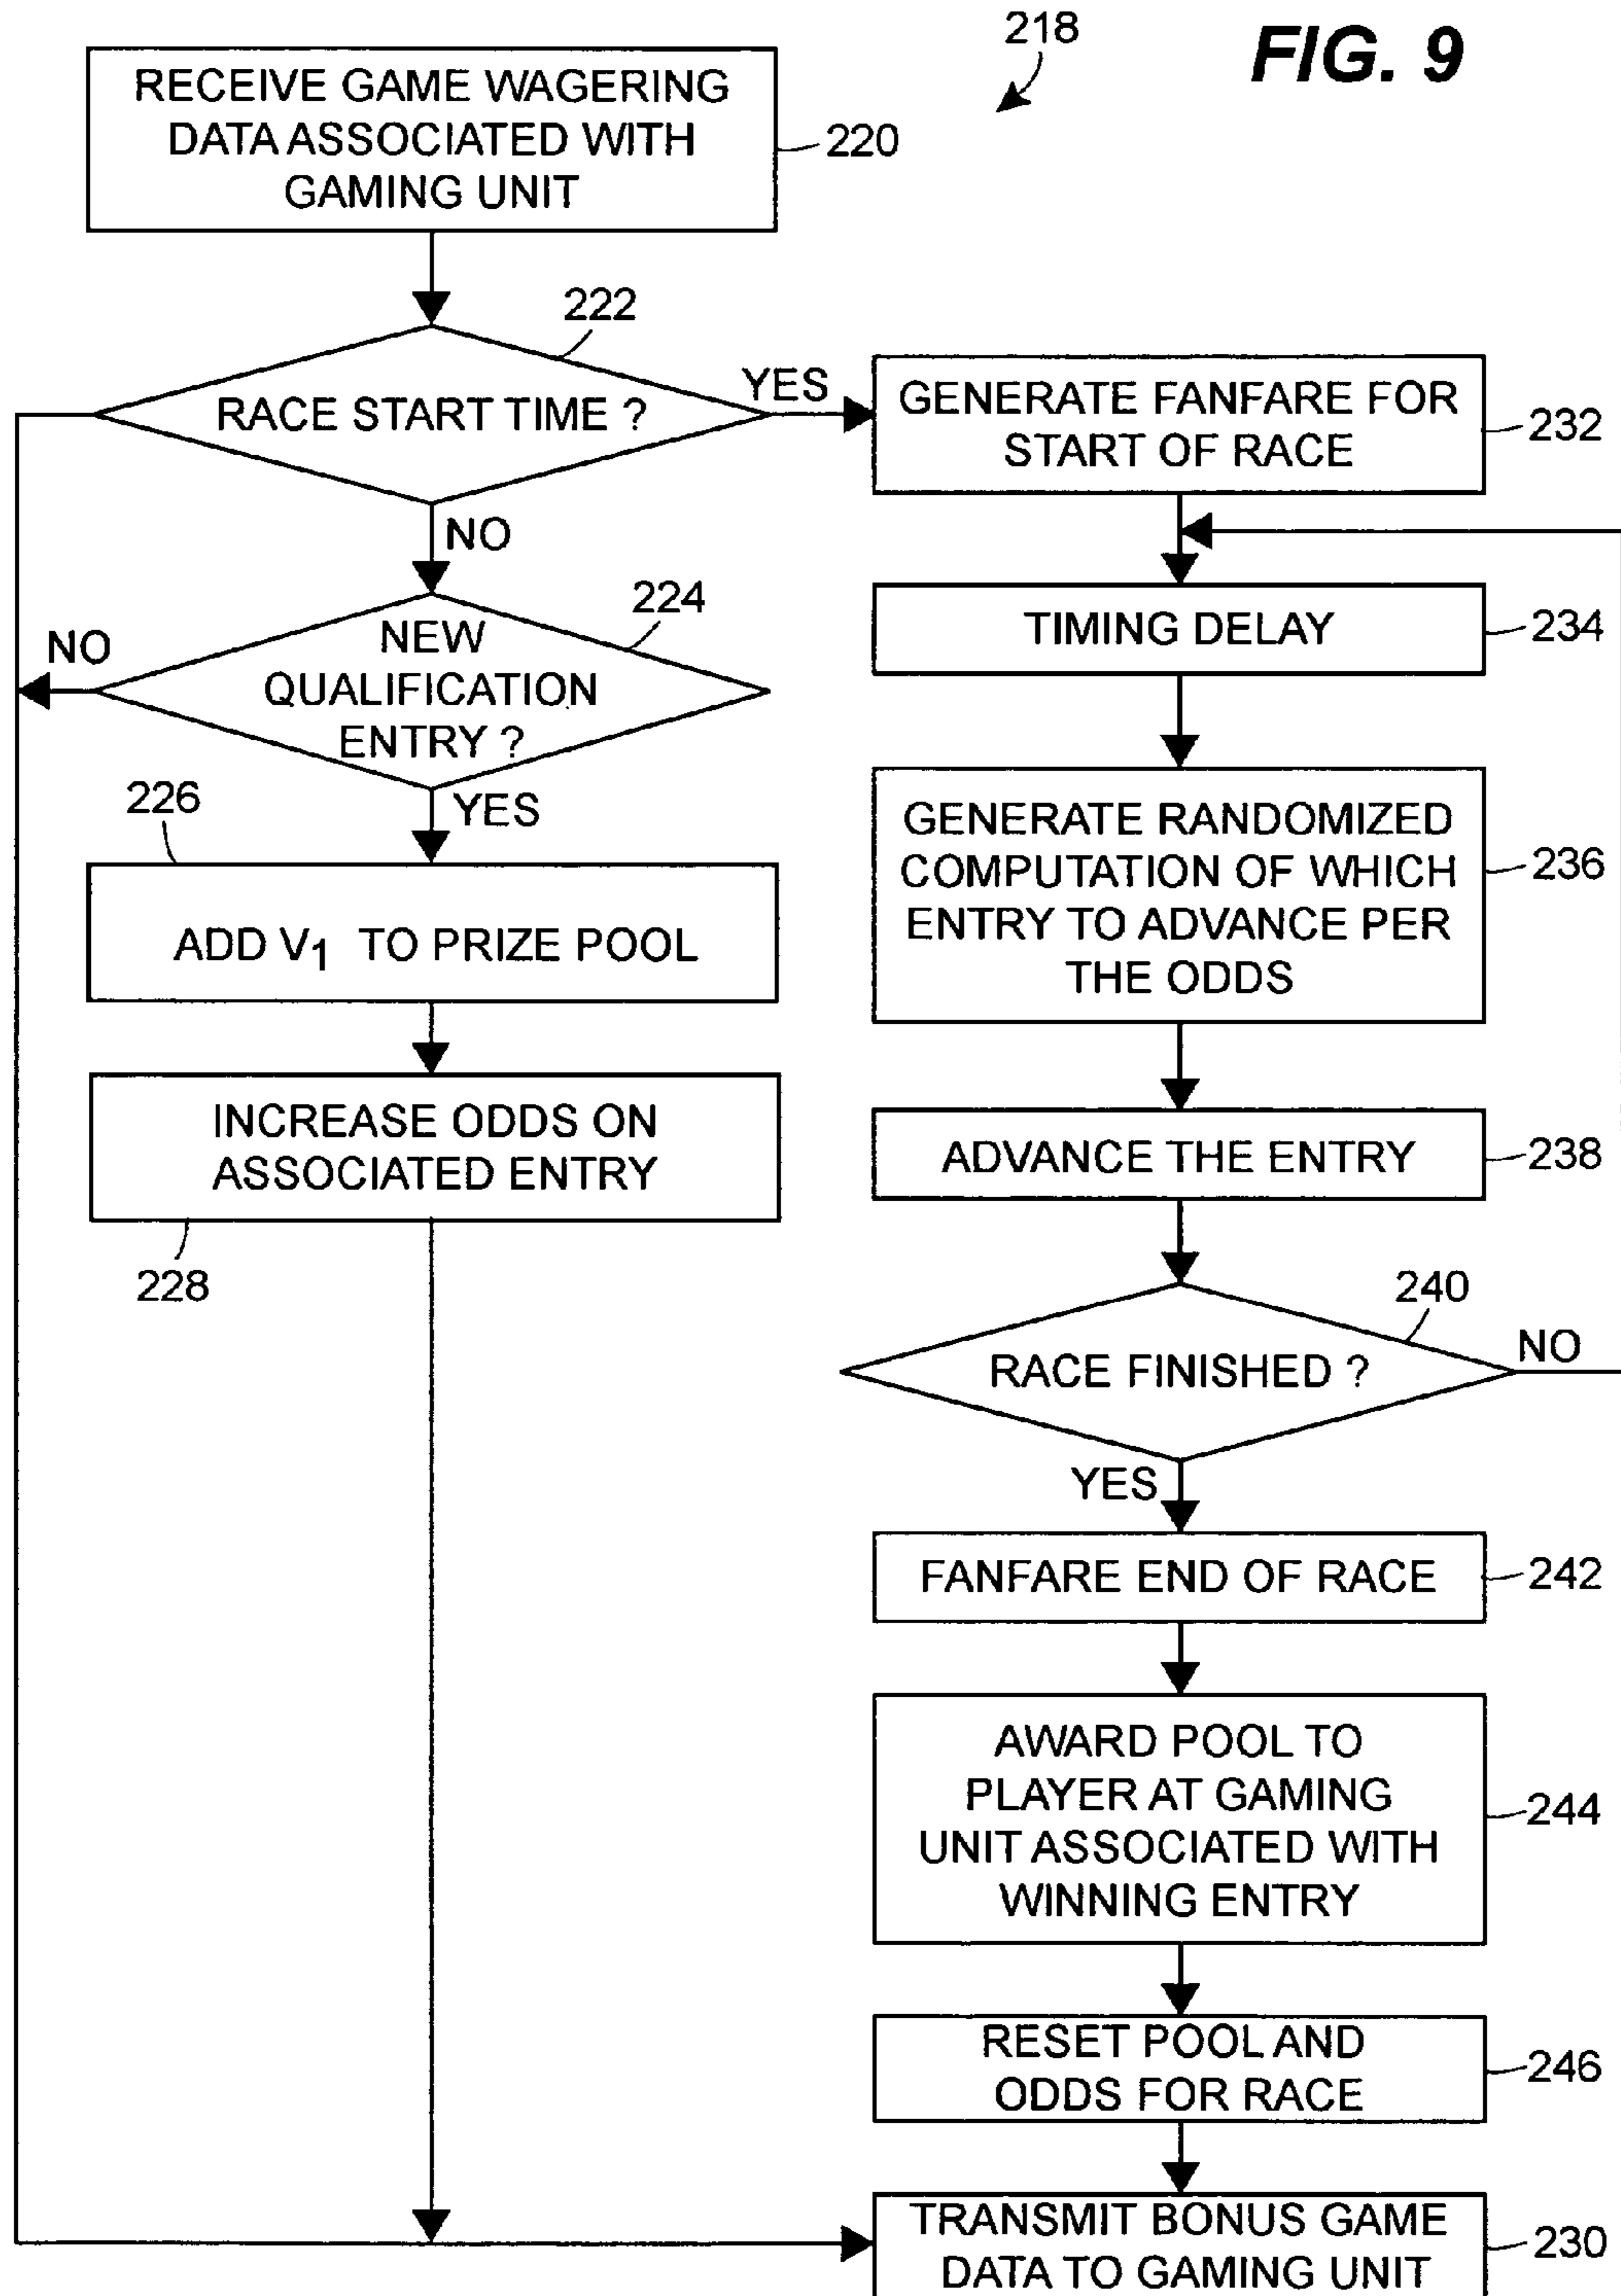 218
FIG. 9
RECEIVE GAME WAGERING
DATA ASSOCIATED WITH
GAMING UNIT
220
222
RACE START TIME ?
YES
NO
GENERATE FANFARE FOR
START OF RACE
232
224
NEW
QUALIFICATION
ENTRY ?
NO
YES
TIMING DELAY
234
226
ADD V1 TO PRIZE POOL
GENERATE RANDOMIZED
COMPUTATION OF WHICH
ENTRY TO ADVANCE PER
THE ODDS
236
INCREASE ODDS ON
ASSOCIATED ENTRY
228
ADVANCE THE ENTRY
238
240
RACE FINISHED ?
NO
YES
FANFARE END OF RACE
242
AWARD POOL TO
PLAYER AT GAMING
UNIT ASSOCIATED WITH
WINNING ENTRY
244
RESET POOL AND
ODDS FOR RACE
246
TRANSMIT BONUS GAME
DATA TO GAMING UNIT
230